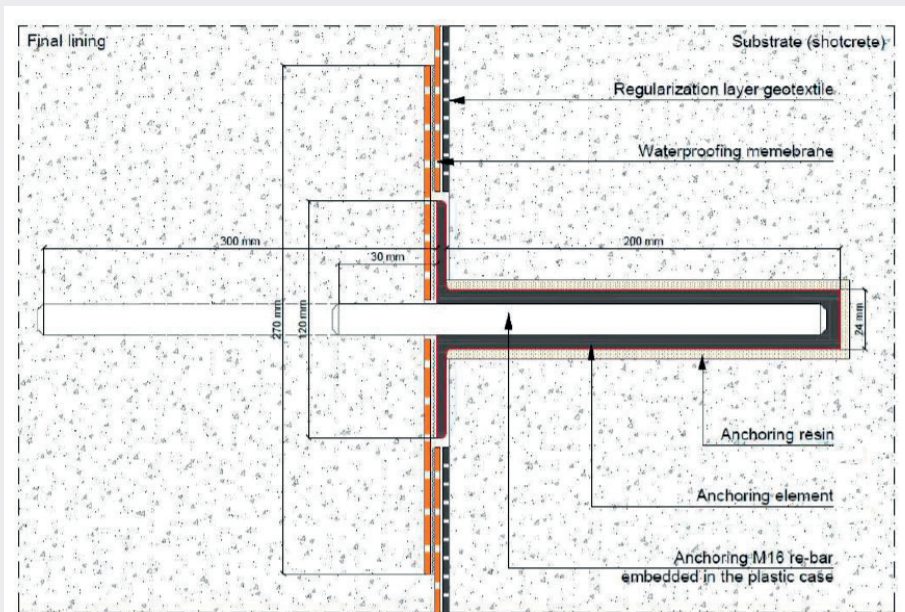 Final lining
Substrate (shotcrete)
Regularization layer geotextile
Waterproofing memebrane
300 mm
200 mm
30 mm
270 mm
120 mm
24 mm
Anchoring resin
Anchoring element
Anchoring M16 re-bar
embedded in the plastic case